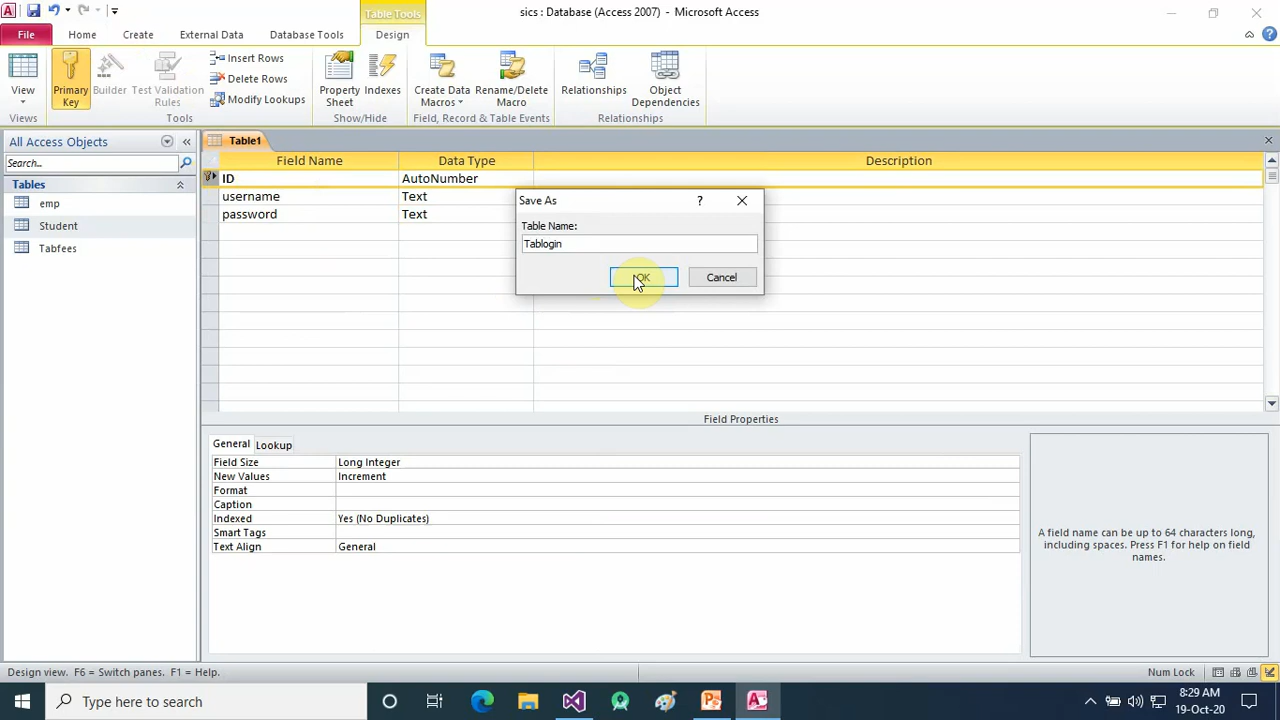 Table Tools
sics : Database (Access 2007) - Microsoft Access
File Home Create External Data Database Tools Design
View
Primary Key
Builder
Test Validation Rules
Insert Rows
Delete Rows
Modify Lookups
Property Sheet
Indexes
Create Data Macros
Rename/Delete Macro
Relationships
Object Dependencies
Views Tools Show/Hide Field, Record & Table Events Relationships
All Access Objects
Search...
Tables
emp
Student
Tabfees
Table1
Field Name Data Type Description
ID AutoNumber
username Text
password Text
Save As ?
Table Name:
Tablogin
OK Cancel
Field Properties
General Lookup
Field Size Long Integer
New Values Increment
Format
Caption
Indexed Yes (No Duplicates)
Smart Tags
Text Align General
A field name can be up to 64 characters long,
including spaces. Press F1 for help on field
names.
Design view. F6 = Switch panes. F1 = Help. Num Lock
Type here to search
8:29 AM
19-Oct-20